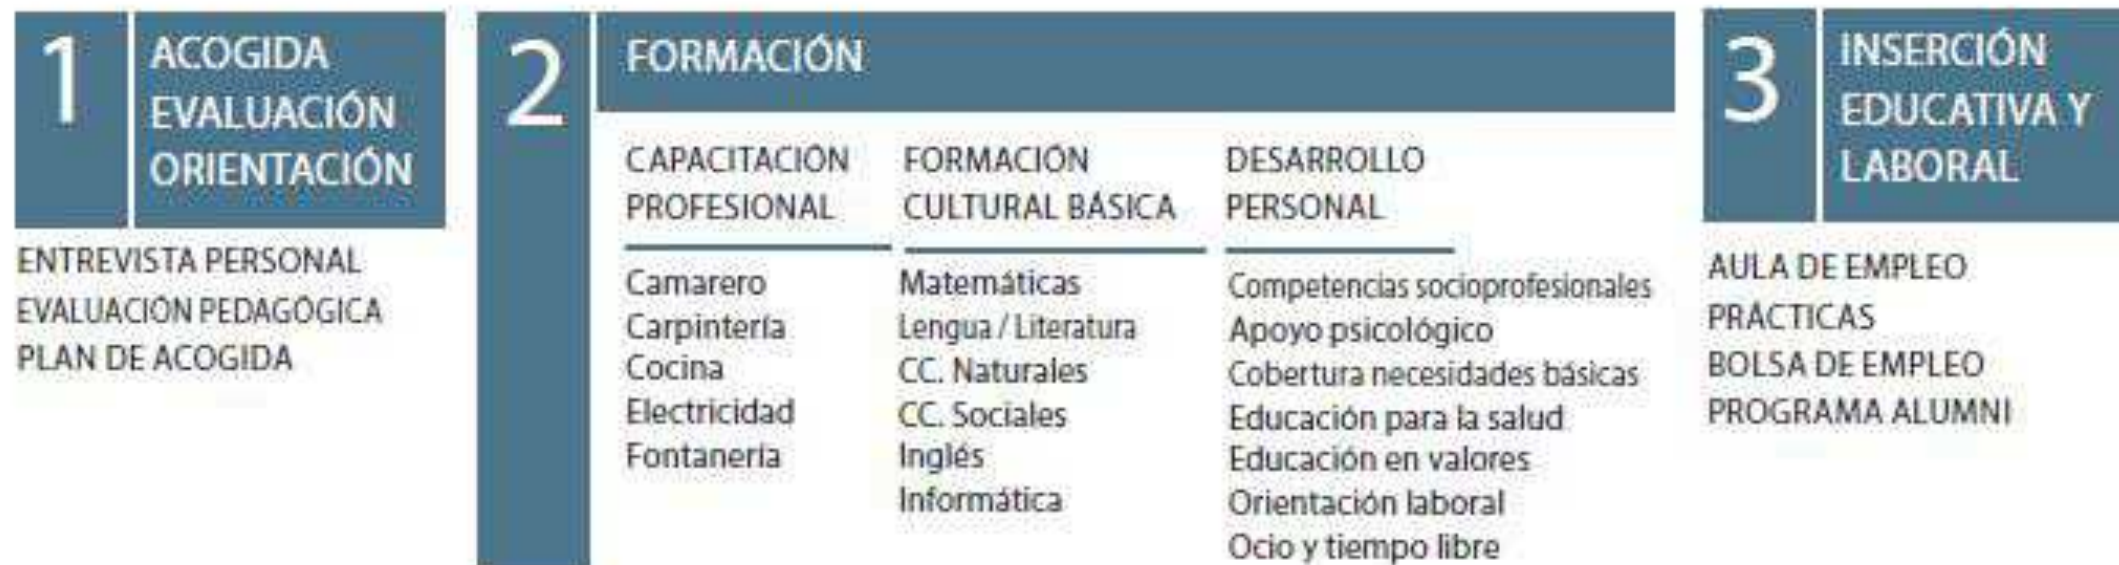 1
ACOGIDA
EVALUACIÓN
ORIENTACIÓN
ENTREVISTA PERSONAL
EVALUACIÓN PEDAGÓGICA
PLAN DE ACOGIDA
2
FORMACIÓN
CAPACITACIÓN
PROFESIONAL
Camarero
Carpintería
Cocina
Electricidad
Fontanería
FORMACIÓN
CULTURAL BÁSICA
Matemáticas
Lengua / Literatura
CC. Naturales
CC. Sociales
Inglés
Informática
DESARROLLO
PERSONAL
Competencias socioprofesionales
Apoyo psicológico
Cobertura necesidades básicas
Educación para la salud
Educación en valores
Orientación laboral
Ocio y tiempo libre
3
INSERCIÓN
EDUCATIVA Y
LABORAL
AULA DE EMPLEO
PRÁCTICAS
BOLSA DE EMPLEO
PROGRAMA ALUMNI